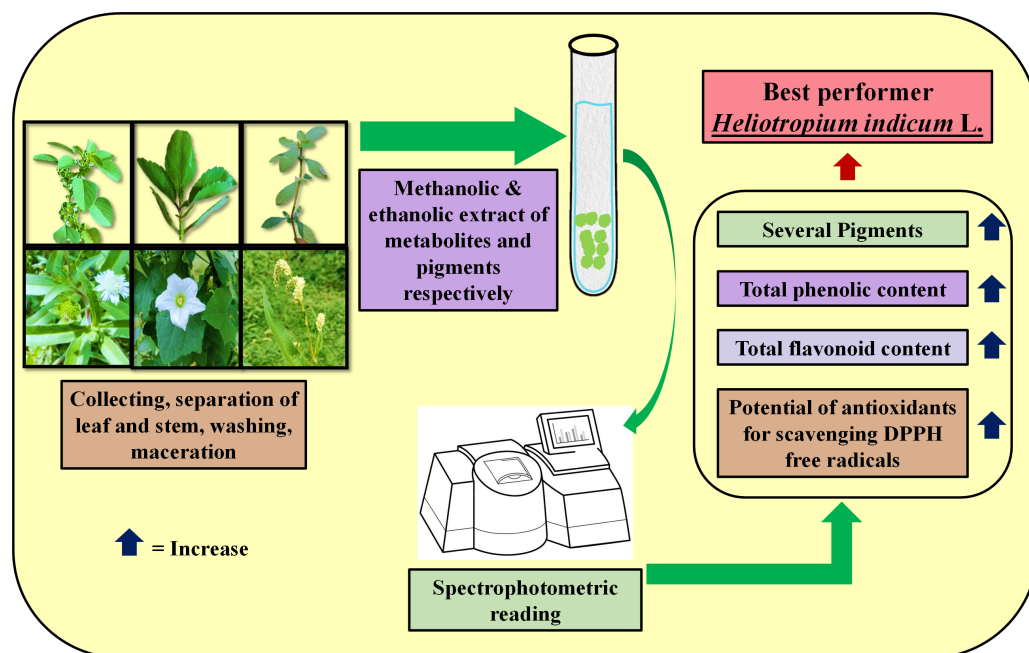 Collecting, separation of
leaf and stem, washing,
maceration
Methanolic &
ethanolic extract of
metabolites and
pigments
respectively
Spectrophotometric
reading
Several Pigments
Total phenolic content
Total flavonoid content
Potential of antioxidants
for scavenging DPPH
free radicals
Best performer
Heliotropium indicum L.
= Increase